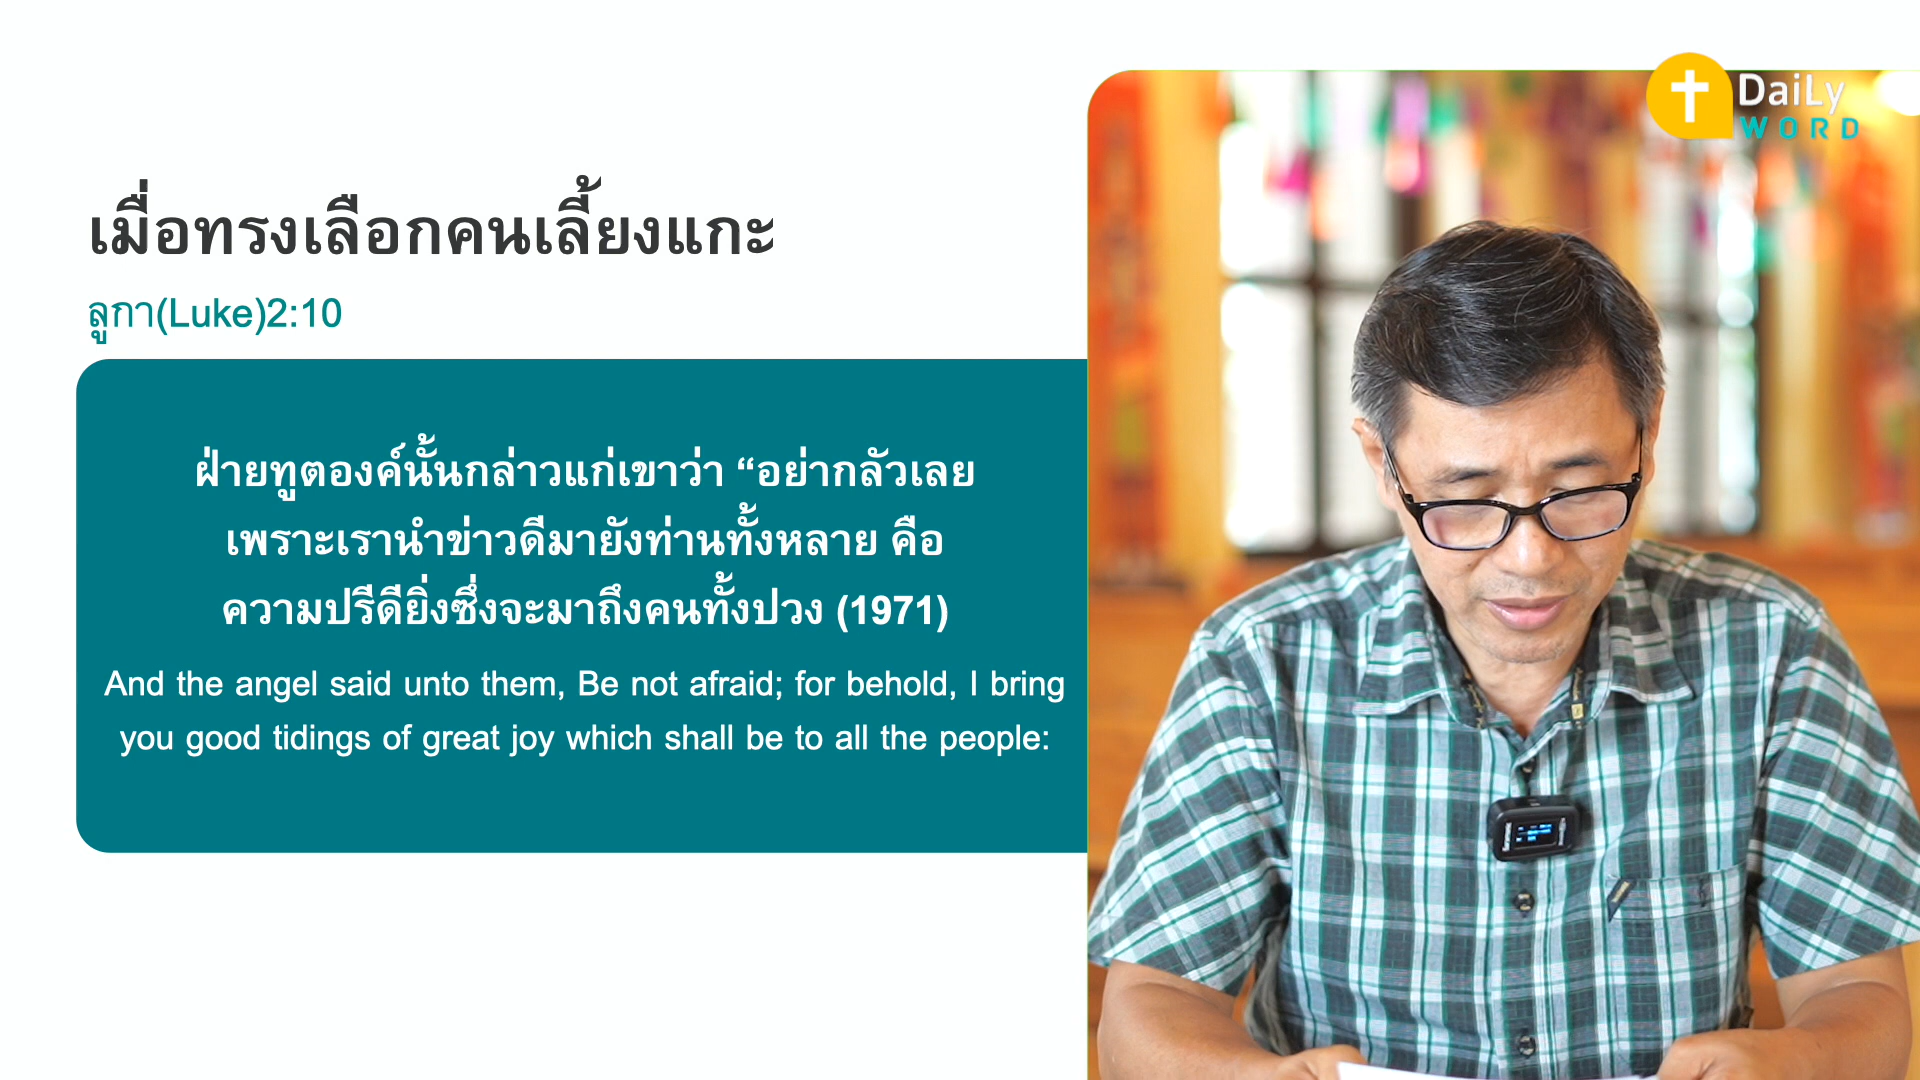 DaiLy
WORD
เมื่อทรงเลือกคนเลี้ยงแกะ
ลูกา(Luke)2:10
ฝ่ายทูตองค์นั้นกล่าวแก่เขาว่า “อย่ากลัวเลย
เพราะเรานำข่าวดีมายังท่านทั้งหลาย คือ
ความปรีดียิ่งซึ่งจะมาถึงคนทั้งปวง (1971)
And the angel said unto them, Be not afraid; for behold, I bring
you good tidings of great joy which shall be to all the people: